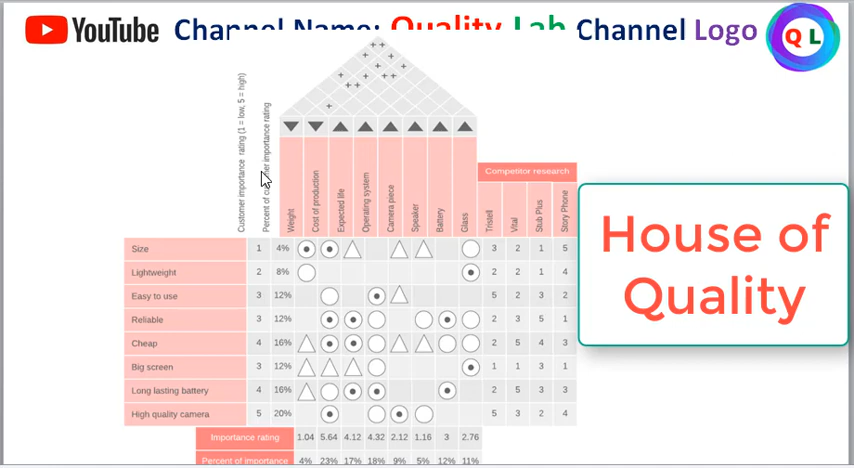 YouTube Channel Name: Quality Lab Channel Logo Q L
Customer importance rating (1 = low, 5 = high)
Percent of customer importance rating
Weight
Cost of production
Expected life
Operating system
Camera piece
Speaker
Battery
Glass
Competitor research
Tristell
Vital
Stub Plus
Story Phone
House of
Quality
Size 1 4% 3 2 1 5
Lightweight 2 8% 2 2 1 4
Easy to use 3 12% 5 2 3 2
Reliable 3 12% 2 3 5 1
Cheap 4 16% 2 5 4 3
Big screen 3 12% 1 1 3 1
Long lasting battery 4 16% 2 5 3 3
High quality camera 5 20% 5 3 2 4
Importance rating 1.04 5.64 4.12 4.32 2.12 1.16 3 2.76
Percent of importance 4% 23% 17% 18% 9% 5% 12% 11%